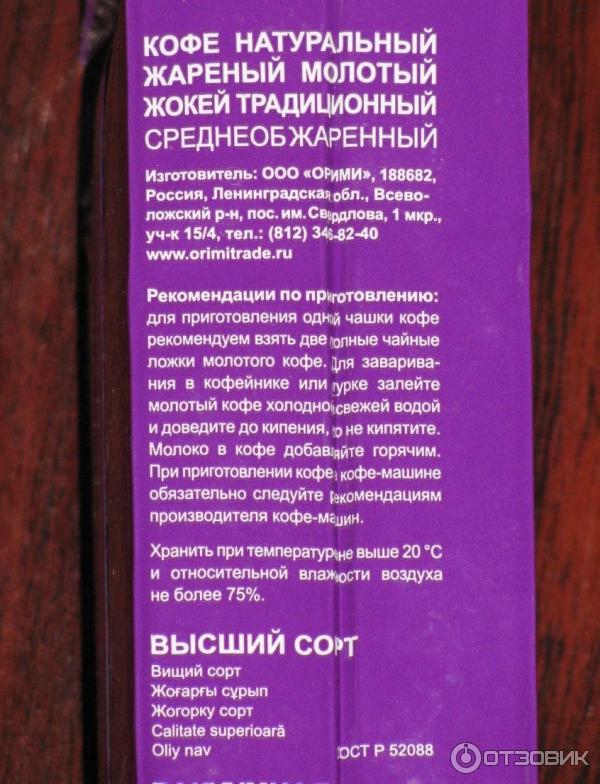 КОФЕ НАТУРАЛЬНЫЙ
ЖАРЕНЫЙ МОЛОТЫЙ
ЖОКЕЙ ТРАДИЦИОННЫЙ
СРЕДНЕОБЖАРЕННЫЙ
Изготовитель: ООО «ОРИМИ», 188682,
Россия, Ленинградская обл., Всево-
ложский р-н, пос. им. Свердлова, 1 мкр.,
уч-к 15/4, тел.: (812) 346-82-40
www.orimitrade.ru
Рекомендации по приготовлению:
для приготовления одной чашки кофе
рекомендуем взять две полные чайные
ложки молотого кофе. Для заварива-
ния в кофейнике или турке залейте
молотый кофе холодной свежей водой
и доведите до кипения, но не кипятите.
Молоко в кофе добавляйте горячим.
При приготовлении кофе в кофе-машине
обязательно следуйте рекомендациям
производителя кофе-машин.
Хранить при температуре не выше 20 °С
и относительной влажности воздуха
не более 75%.
ВЫСШИЙ СОРТ
Вищий сорт
Жоғарғы сұрып
Жогорку сорт
Calitate superioară
Oliy nav
ГОСТ Р 52088
ОТЗОВИК